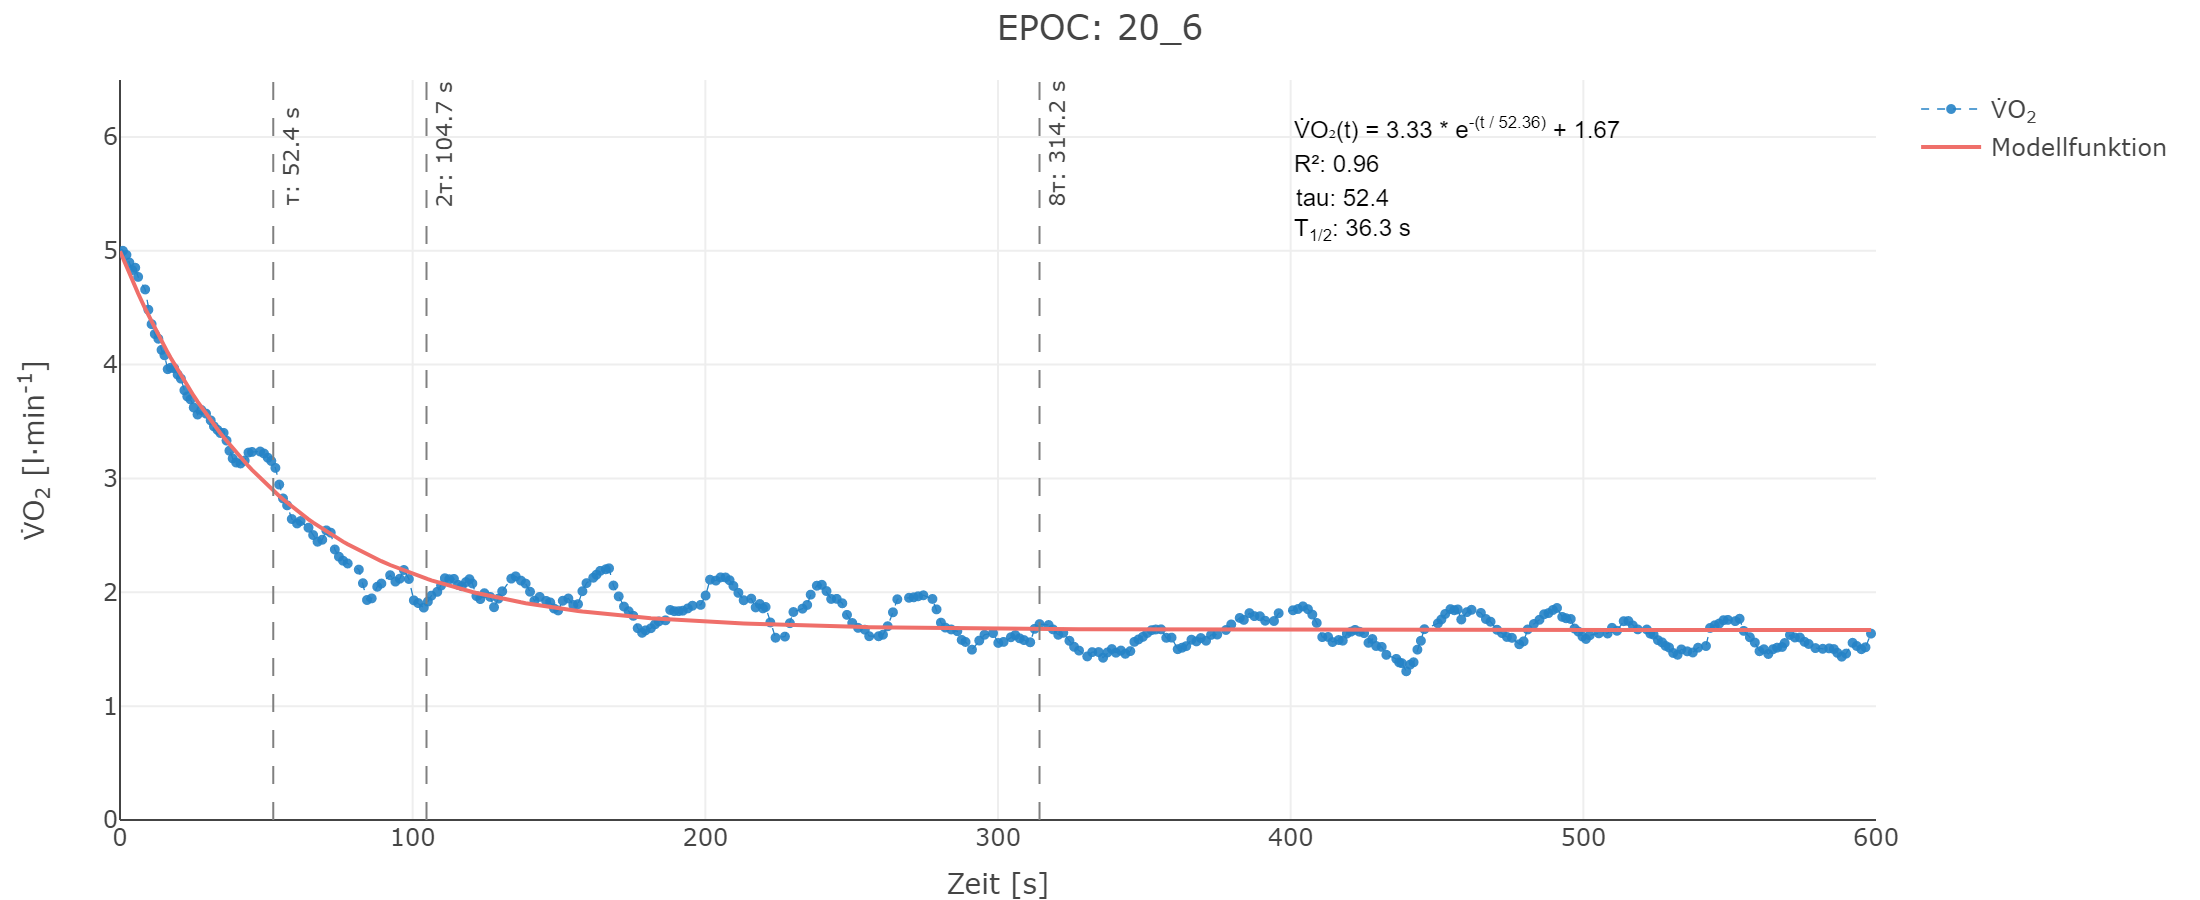 EPOC: 20_6
τ: 52.4 s
2τ: 104.7 s
8τ: 314.2 s
V̇O₂(t) = 3.33 * e⁻⁽ᵗ ᐟ ⁵²·³⁶⁾ + 1.67
R²: 0.96
tau: 52.4
T₁/₂: 36.3 s
V̇O₂
Modellfunktion
V̇O₂ [l·min⁻¹]
6
5
4
3
2
1
0
0 100 200 300 400 500 600
Zeit [s]